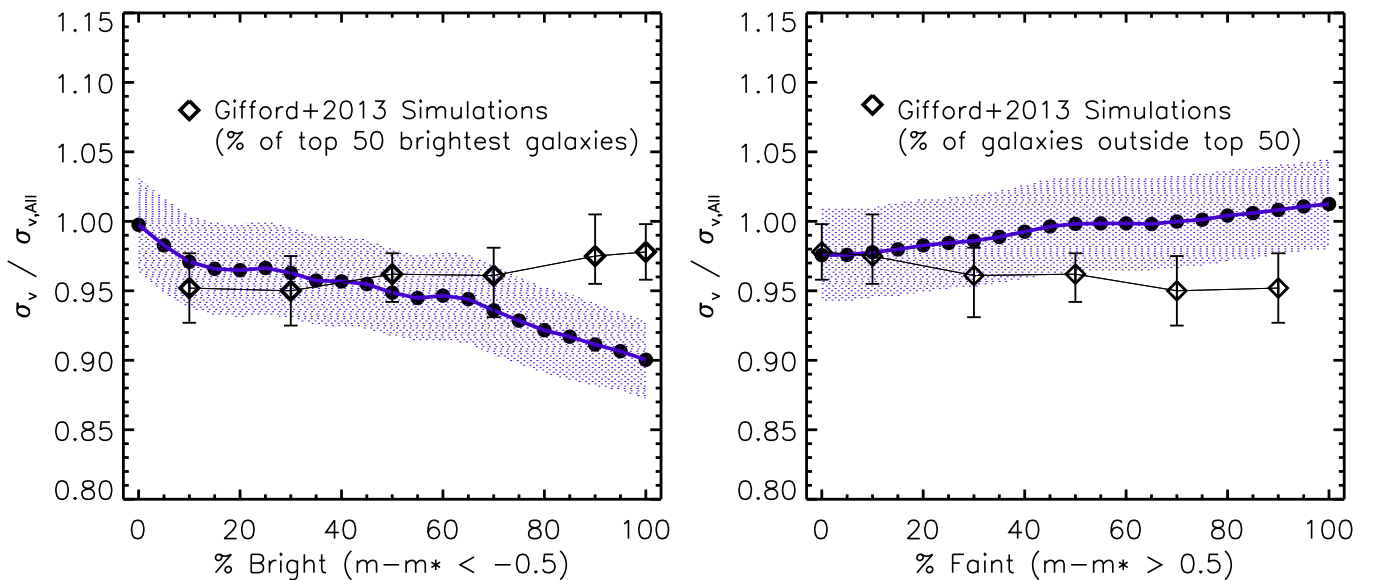 1.15
1.10
1.05
1.00
0.95
0.90
0.85
0.80
σv / σv,All
Gifford+2013 Simulations
(% of top 50 brightest galaxies)
0 20 40 60 80 100
% Bright (m−m* < −0.5)
1.15
1.10
1.05
1.00
0.95
0.90
0.85
0.80
σv / σv,All
Gifford+2013 Simulations
(% of galaxies outside top 50)
0 20 40 60 80 100
% Faint (m−m* > 0.5)